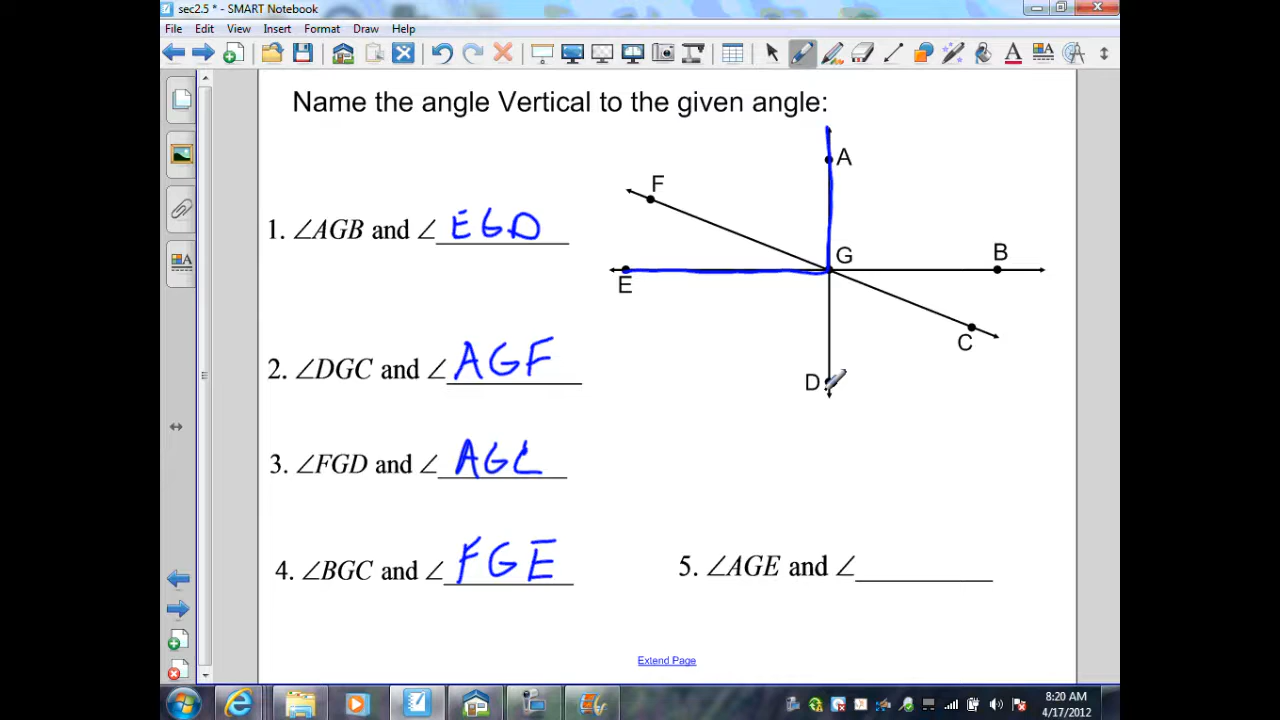 sec2.5 * - SMART Notebook
File Edit View Insert Format Draw Help
Name the angle Vertical to the given angle:
A
F
1. ∠AGB and ∠ EGD
G
B
E
C
2. ∠DGC and ∠ AGF
D
3. ∠FGD and ∠ AGC
4. ∠BGC and ∠ FGE
5. ∠AGE and ∠__________
Extend Page
8:20 AM
4/17/2012